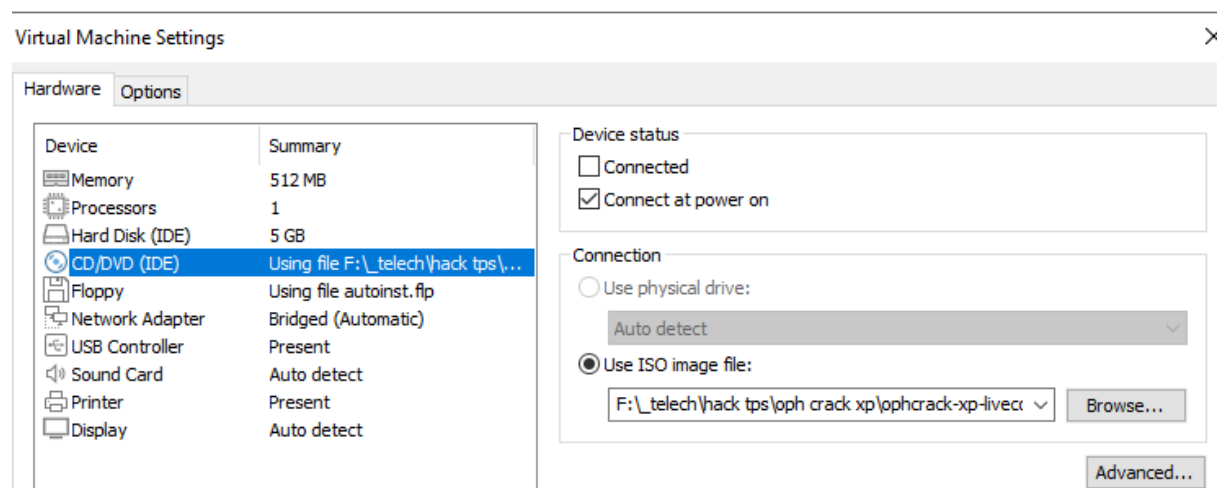 Virtual Machine Settings
Hardware Options
Device Summary
Memory 512 MB
Processors 1
Hard Disk (IDE) 5 GB
CD/DVD (IDE) Using file F:\_telech\hack tps\...
Floppy Using file autoinst.flp
Network Adapter Bridged (Automatic)
USB Controller Present
Sound Card Auto detect
Printer Present
Display Auto detect
Device status
Connected
Connect at power on
Connection
Use physical drive:
Auto detect
Use ISO image file:
F:\_telech\hack tps\oph crack xp\ophcrack-xp-livec Browse...
Advanced...